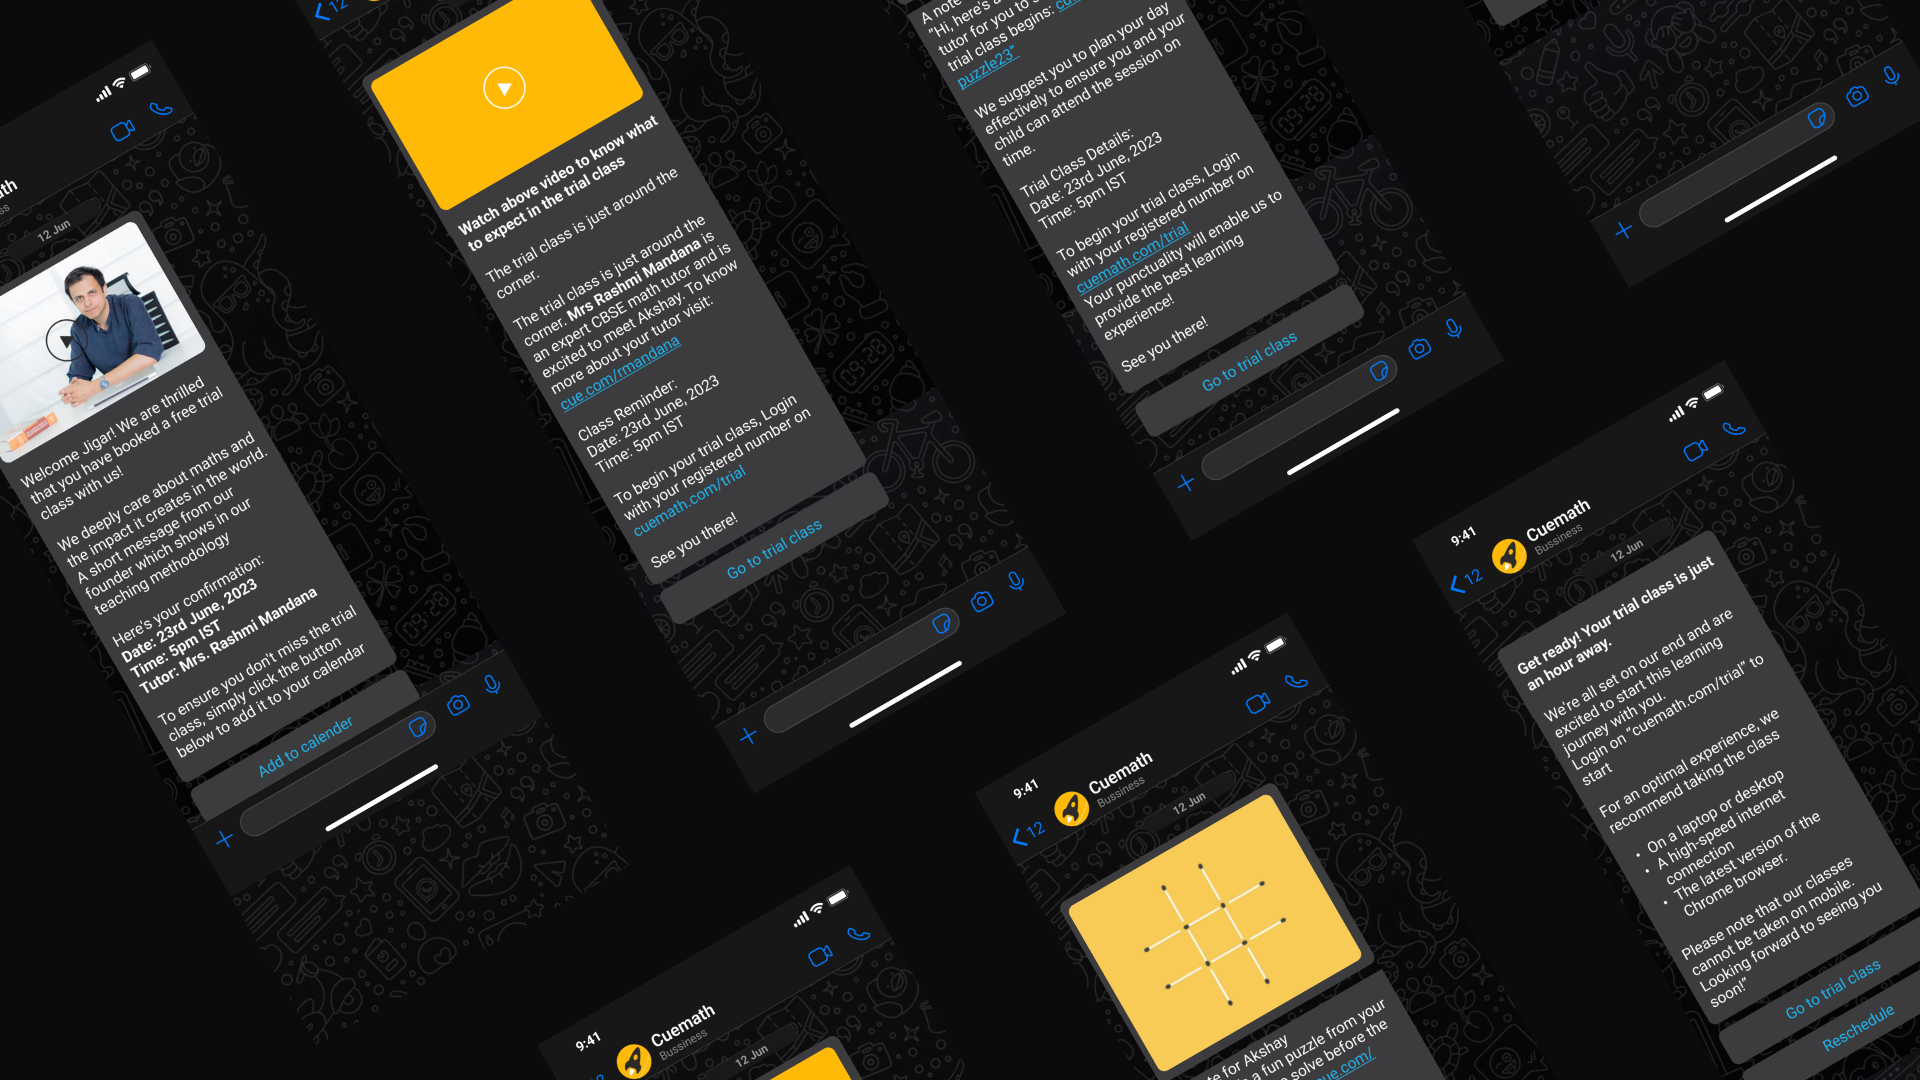 12 Jun
Welcome Jigar! We are thrilled
that you have booked a free trial
class with us!
We deeply care about maths and
the impact it creates in the world.
A short message from our
founder which shows in our
teaching methodology
Here's your confirmation:
Date: 23rd June, 2023
Time: 5pm IST
Tutor: Mrs. Rashmi Mandana
To ensure you don't miss the trial
class, simply click the button
below to add it to your calendar
Add to calender
12
Watch above video to know what
to expect in the trial class
The trial class is just around the
corner.
The trial class is just around the
corner. Mrs Rashmi Mandana is
an expert CBSE math tutor and is
excited to meet Akshay. To know
more about your tutor visit:
cue.com/rmandana
Class Reminder:
Date: 23rd June, 2023
Time: 5pm IST
To begin your trial class, Login
with your registered number on
cuemath.com/trial
See you there!
Go to trial class
A note
"Hi, here's a
tutor for you to
trial class begins:
puzzle23"
We suggest you to plan your day
effectively to ensure you and your
child can attend the session on
time.
Trial Class Details:
Date: 23rd June, 2023
Time: 5pm IST
To begin your trial class, Login
with your registered number on
cuemath.com/trial
Your punctuality will enable us to
provide the best learning
experience!
See you there!
Go to trial class
9:41
12
Cuemath
Bussiness
12 Jun
Get ready! Your trial class is just
an hour away.
We're all set on our end and are
excited to start this learning
journey with you.
Login on "cuemath.com/trial" to
start
For an optimal experience, we
recommend taking the class
• On a laptop or desktop
• A high-speed internet
connection
• The latest version of the
Chrome browser.
Please note that our classes
cannot be taken on mobile.
Looking forward to seeing you
soon!"
Go to trial class
Reschedule
9:41
12
Cuemath
Bussiness
12 Jun
for Akshay
a fun puzzle from your
solve before the
9:41
Cuemath
Bussiness
12 Jun